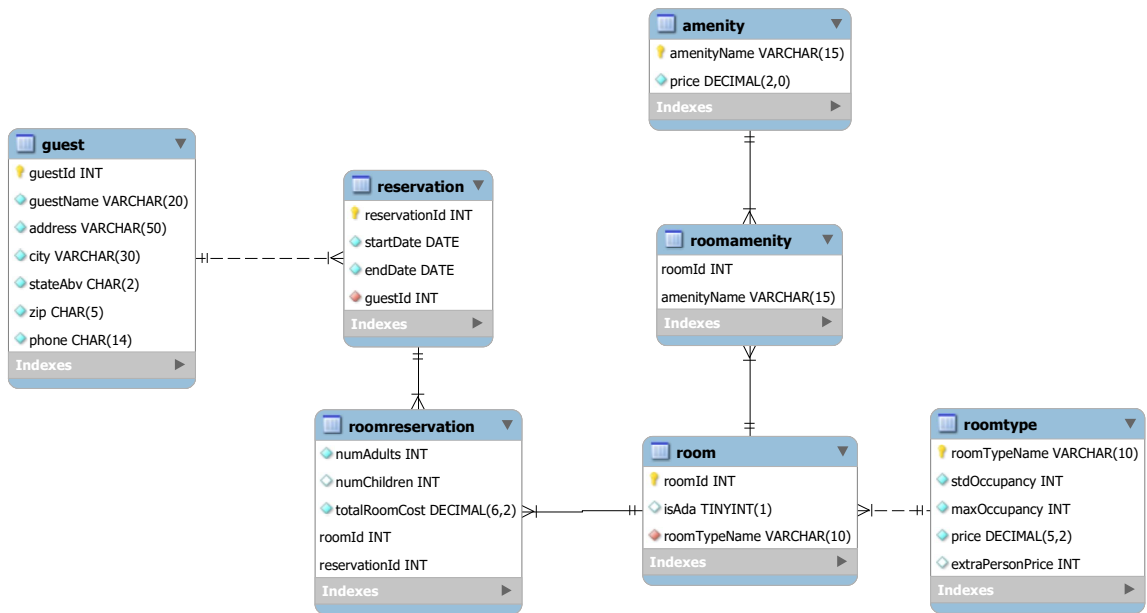 amenity
amenityName VARCHAR(15)
price DECIMAL(2,0)
Indexes
guest
guestId INT
guestName VARCHAR(20)
address VARCHAR(50)
city VARCHAR(30)
stateAbv CHAR(2)
zip CHAR(5)
phone CHAR(14)
Indexes
reservation
reservationId INT
startDate DATE
endDate DATE
guestId INT
Indexes
roomamenity
roomId INT
amenityName VARCHAR(15)
Indexes
roomreservation
numAdults INT
numChildren INT
totalRoomCost DECIMAL(6,2)
roomId INT
reservationId INT
Indexes
room
roomId INT
isAda TINYINT(1)
roomTypeName VARCHAR(10)
Indexes
roomtype
roomTypeName VARCHAR(10)
stdOccupancy INT
maxOccupancy INT
price DECIMAL(5,2)
extraPersonPrice INT
Indexes